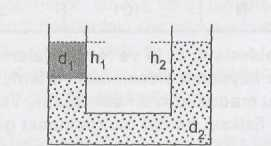 d₁ h₁ h₂
d₂